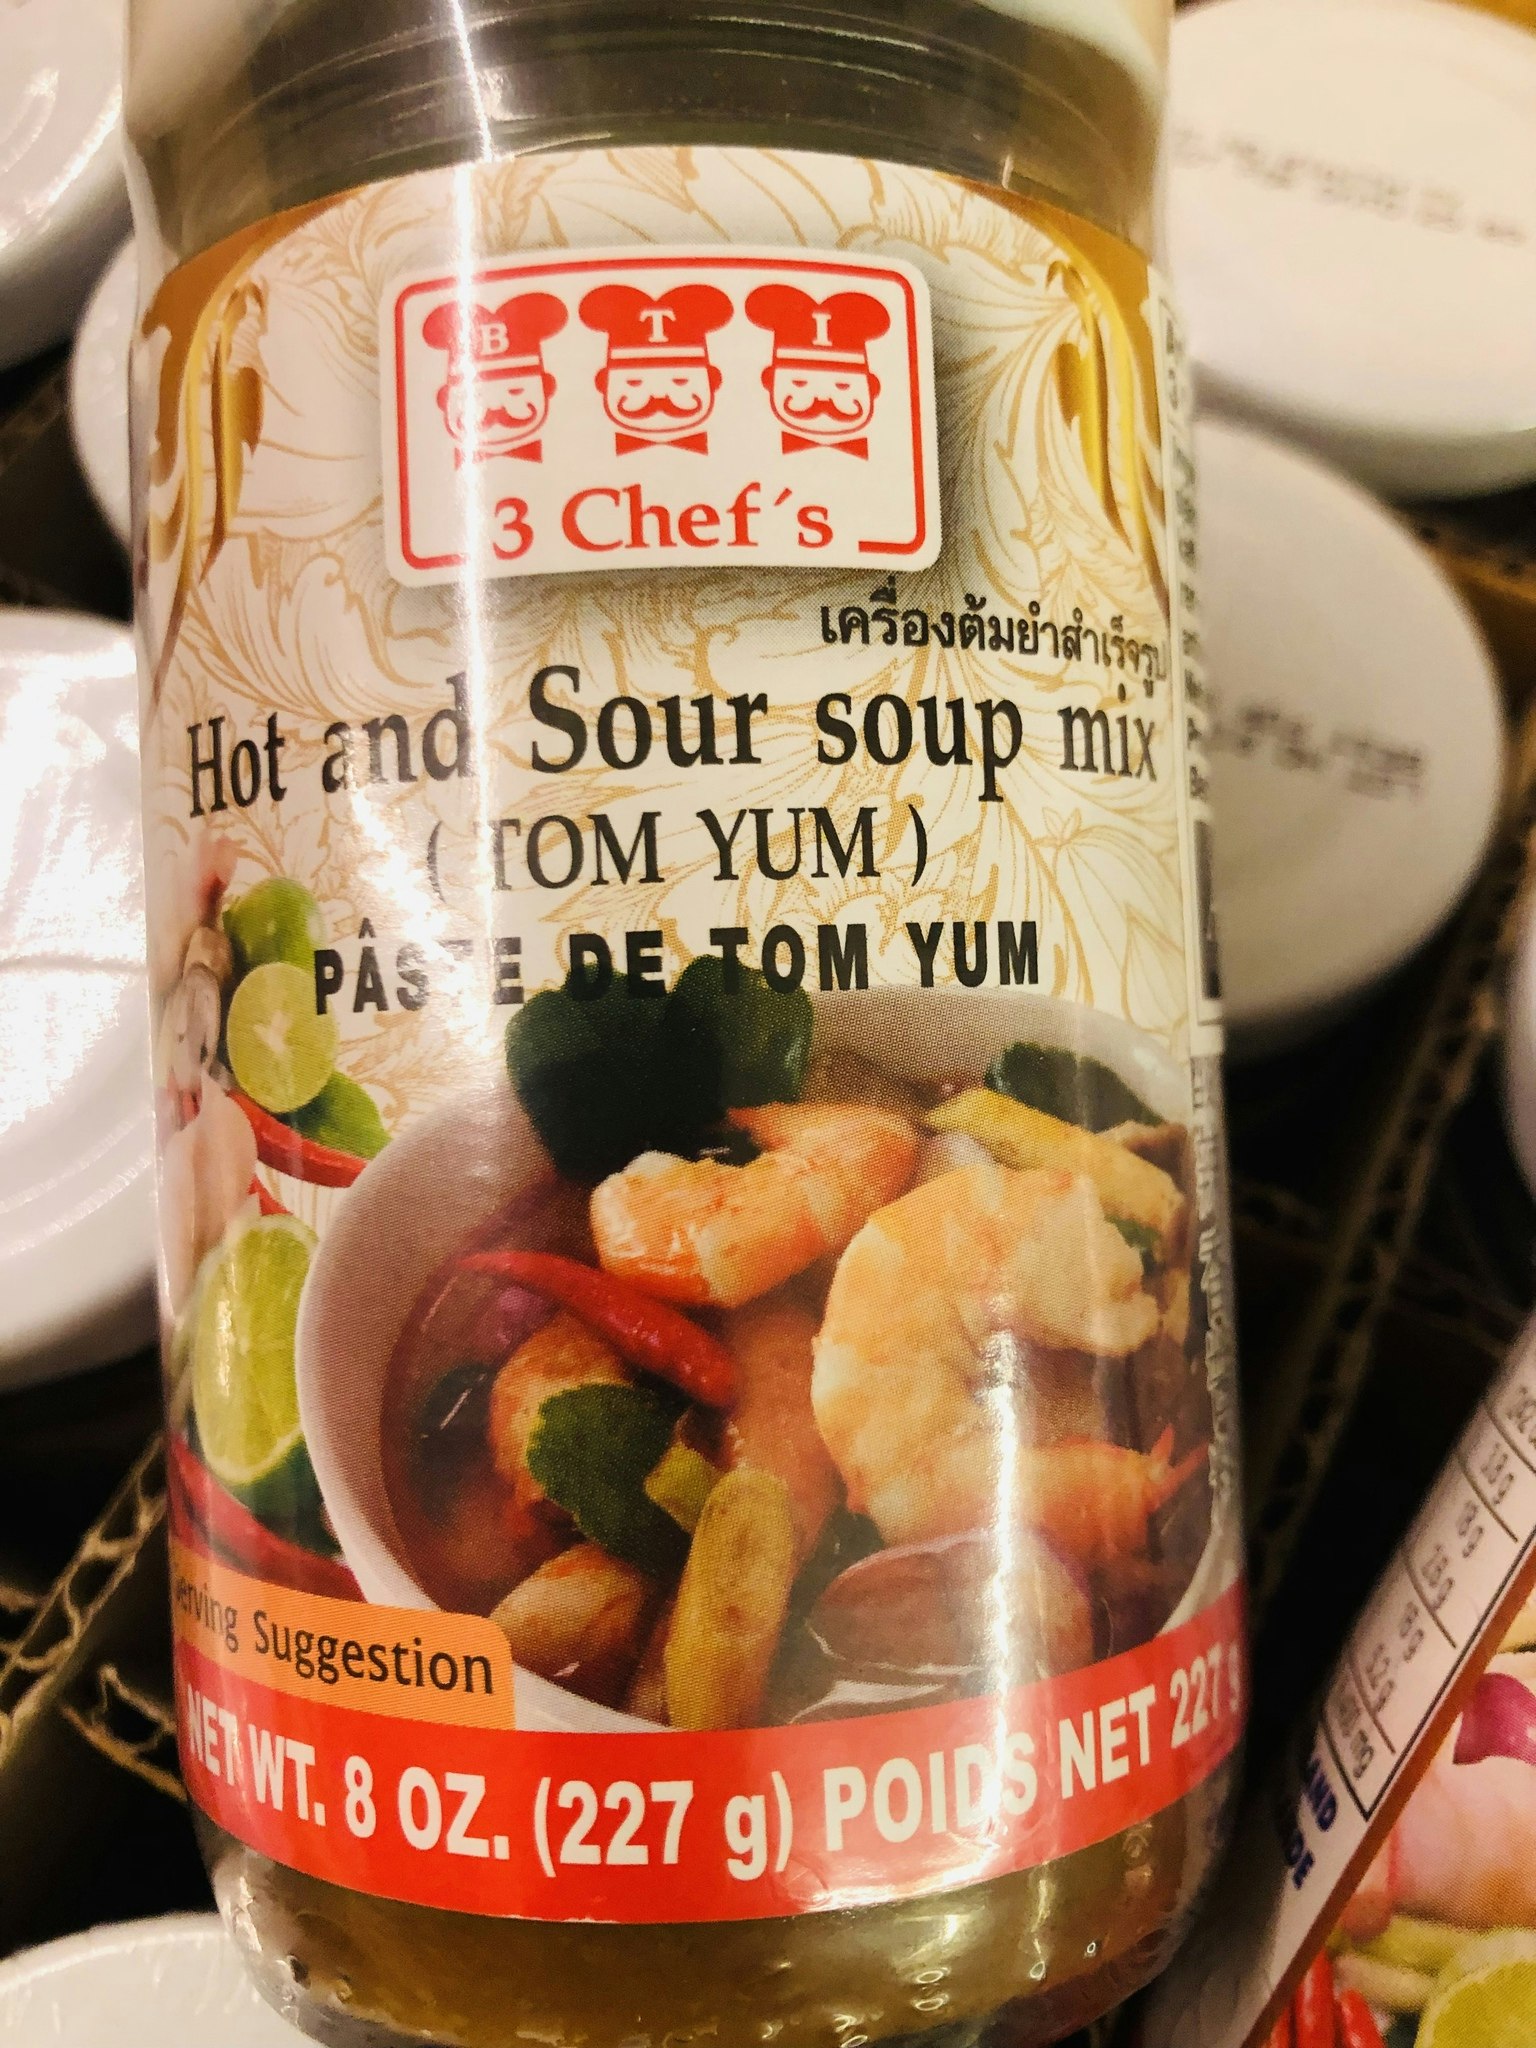 B T I
3 Chef´s
เครื่องต้มยำสำเร็จรูป
Hot and Sour soup mix
( TOM YUM )
PÂSTE DE TOM YUM
Serving Suggestion
NET WT. 8 OZ. (227 g) POIDS NET 227 g